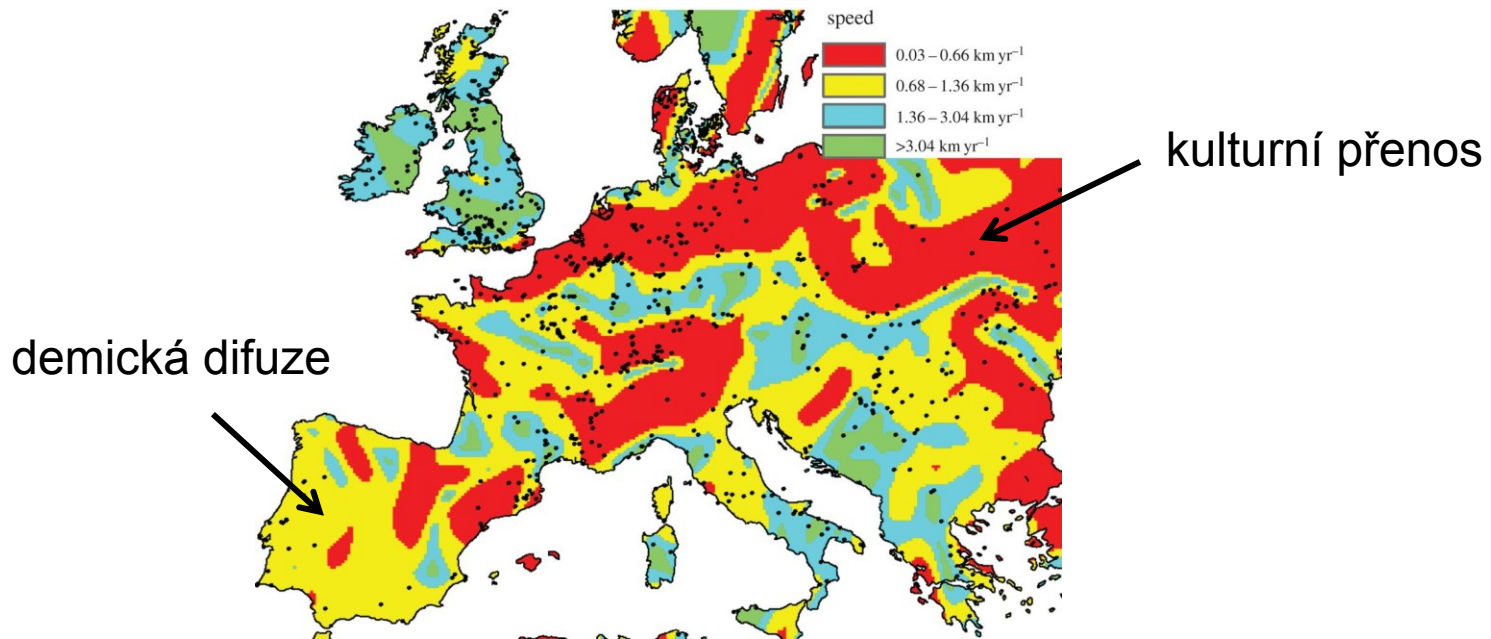 speed
0.03 – 0.66 km yr⁻¹
0.68 – 1.36 km yr⁻¹
1.36 – 3.04 km yr⁻¹
>3.04 km yr⁻¹
kulturní přenos
demická difuze